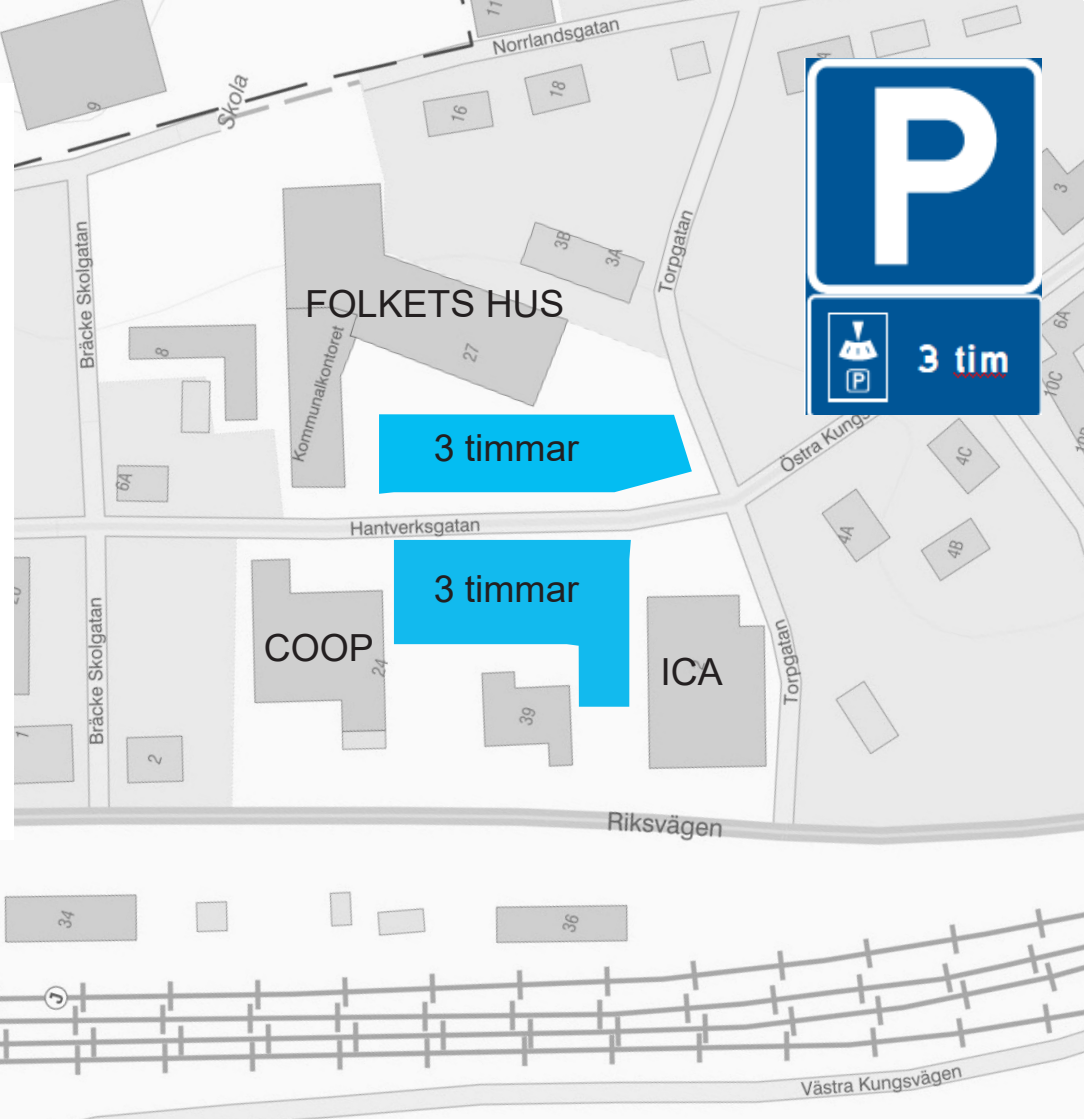 11
Norrlandsgatan
9
Skola
16
18
A
P
3
Bräcke Skolgatan
Torpgatan
3B
3A
FOLKETS HUS
Kommunalkontoret
27
8
6A
P
3 tim
10C
3 timmar
Östra Kungs
6A
4C
Hantverksgatan
4A
4B
3 timmar
Bräcke Skolgatan
COOP
24
ICA
Torpgatan
39
1
2
Riksvägen
34
36
J
Västra Kungsvägen